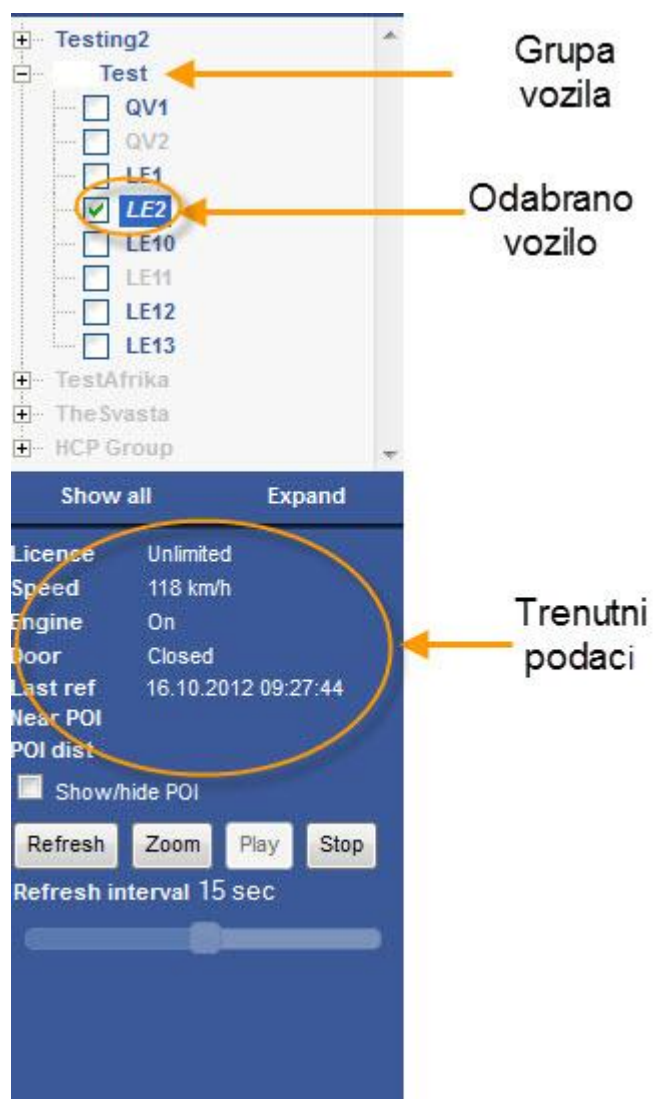 Testing2
Test
Grupa
vozila
QV1
QV2
LE1
LE2
Odabrano
vozilo
LE10
LE11
LE12
LE13
TestAfrika
TheSvasta
HCP Group
Show all Expand
Licence Unlimited
Speed 118 km/h
Engine On
Door Closed
Last ref 16.10.2012 09:27:44
Near POI
POI dist
Trenutni
podaci
Show/hide POI
Refresh Zoom Play Stop
Refresh interval 15 sec